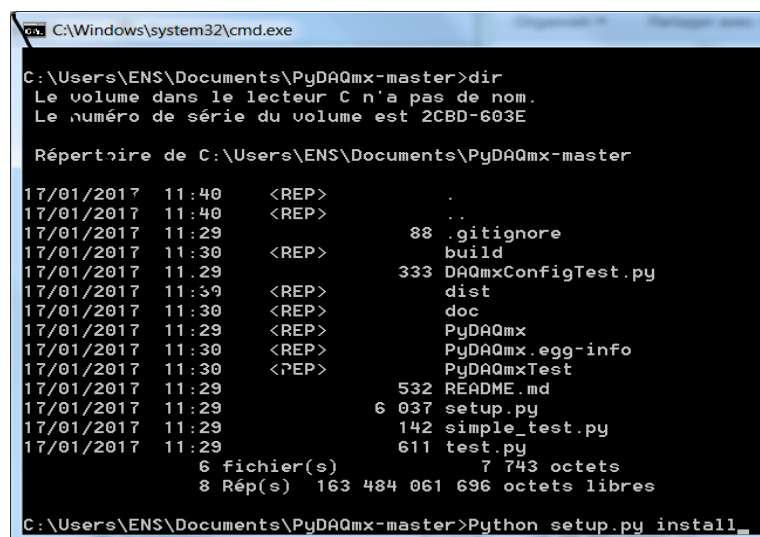 C:\Windows\system32\cmd.exe
C:\Users\ENS\Documents\PyDAQmx-master>dir
Le volume dans le lecteur C n'a pas de nom.
Le numéro de série du volume est 2CBD-603E
Répertoire de C:\Users\ENS\Documents\PyDAQmx-master
17/01/2017 11:40 <REP> .
17/01/2017 11:40 <REP> ..
17/01/2017 11:29 88 .gitignore
17/01/2017 11:30 <REP> build
17/01/2017 11:29 333 DAQmxConfigTest.py
17/01/2017 11:30 <REP> dist
17/01/2017 11:30 <REP> doc
17/01/2017 11:29 <REP> PyDAQmx
17/01/2017 11:30 <REP> PyDAQmx.egg-info
17/01/2017 11:30 <REP> PyDAQmxTest
17/01/2017 11:29 532 README.md
17/01/2017 11:29 6 037 setup.py
17/01/2017 11:29 142 simple_test.py
17/01/2017 11:29 611 test.py
6 fichier(s) 7 743 octets
8 Rép(s) 163 484 061 696 octets libres
C:\Users\ENS\Documents\PyDAQmx-master>Python setup.py install_